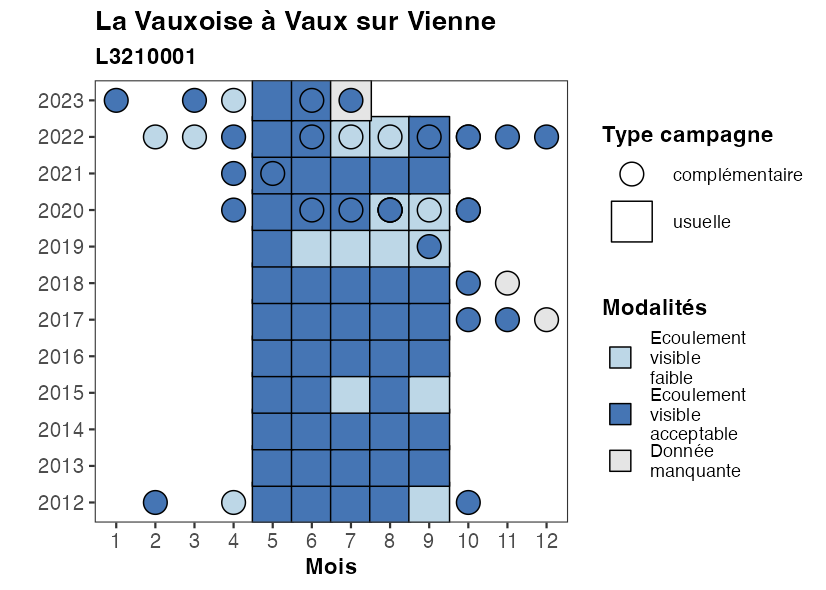 La Vauxoise à Vaux sur Vienne
L3210001
2023
2022
2021
2020
2019
2018
2017
2016
2015
2014
2013
2012
1 2 3 4 5 6 7 8 9 10 11 12
Mois
Type campagne
complémentaire
usuelle
Modalités
Ecoulement
visible
faible
Ecoulement
visible
acceptable
Donnée
manquante